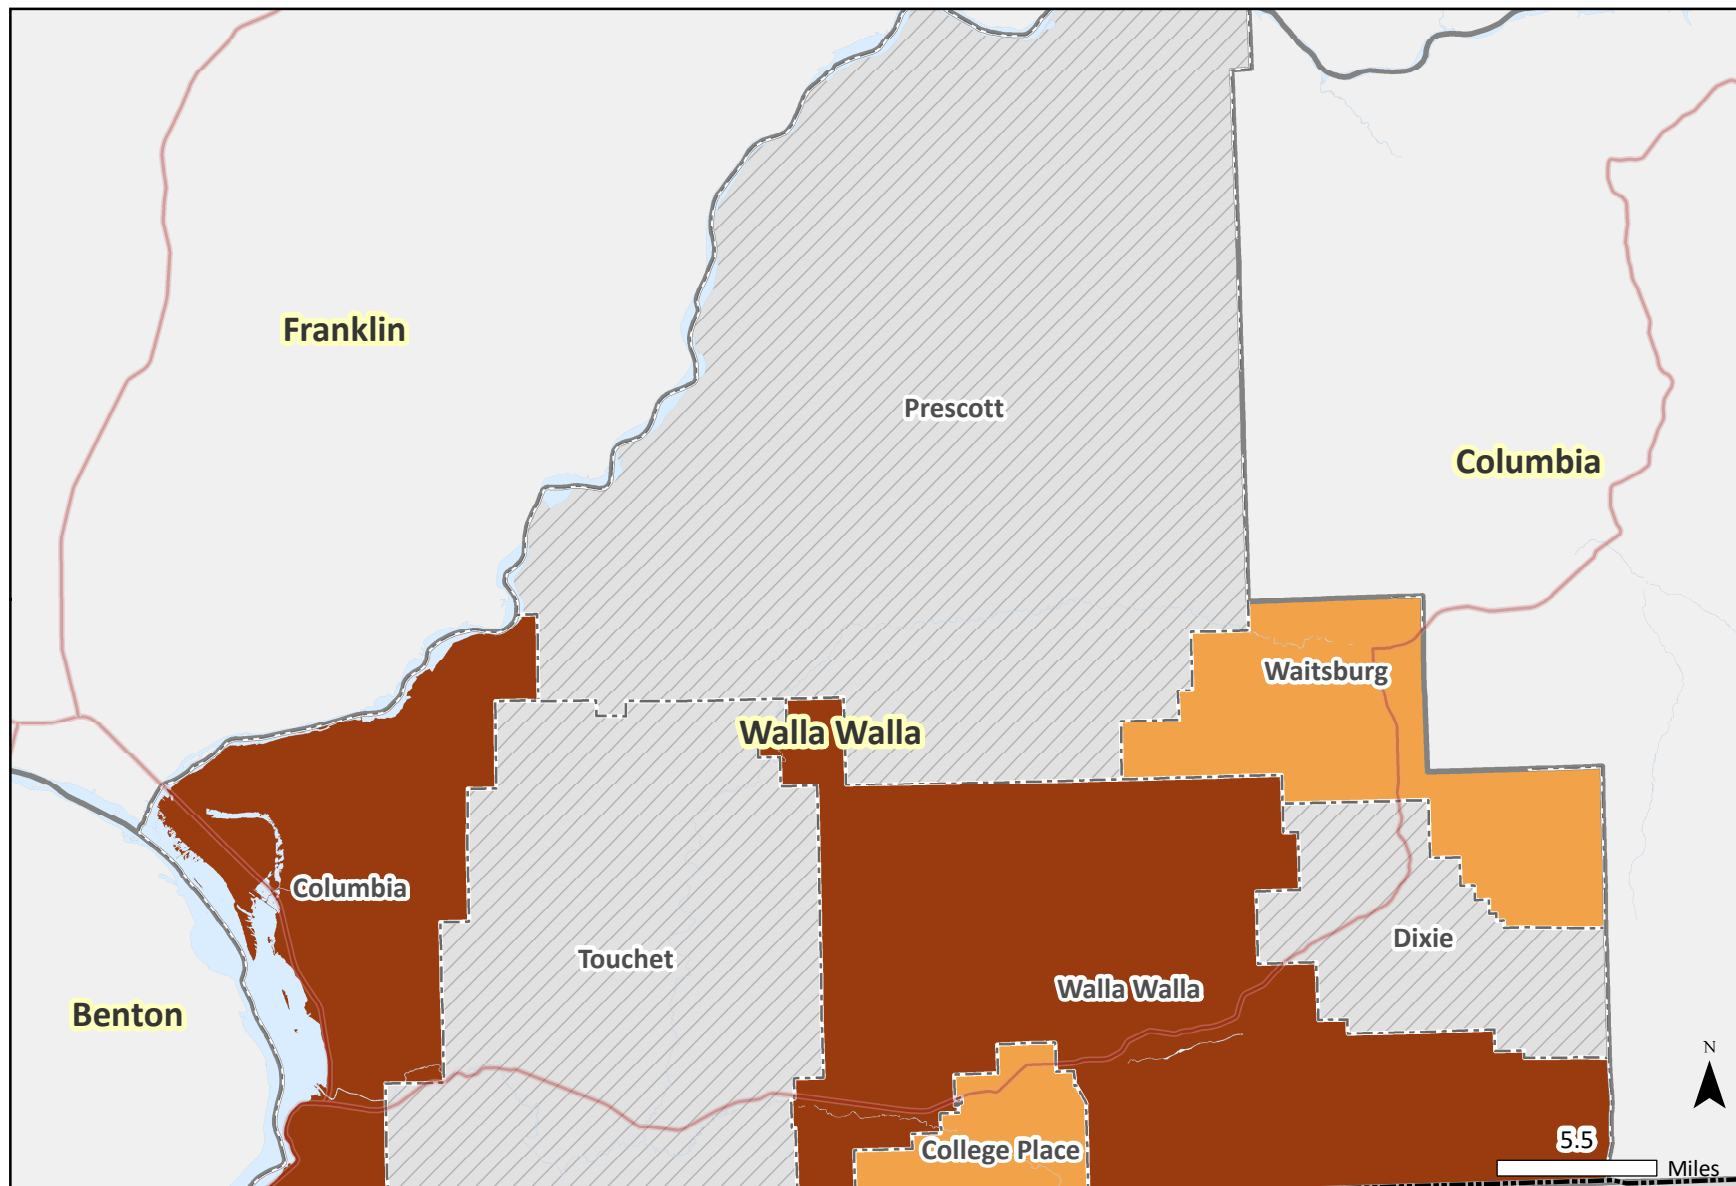 Franklin
Prescott
Columbia
Waitsburg
Walla Walla
Columbia
Dixie
Touchet
Walla Walla
Benton
N
5.5
College Place
Miles